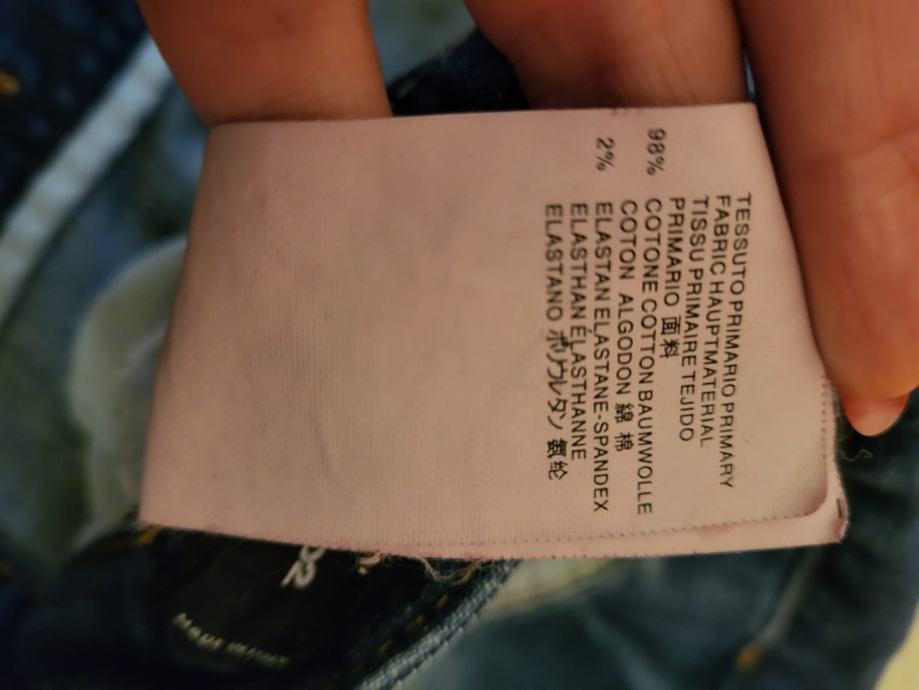 TESSUTO PRIMARIO PRIMARY
FABRIC HAUPTMATERIAL
TISSU PRIMAIRE TEJIDO
PRIMARIO 面料
98% COTONE COTTON BAUMWOLLE
COTON ALGODON 綿 棉
2% ELASTAN ELASTANE-SPANDEX
ELASTHAN ÉLASTHANNE
ELASTANO ポリウレタン 氨纶